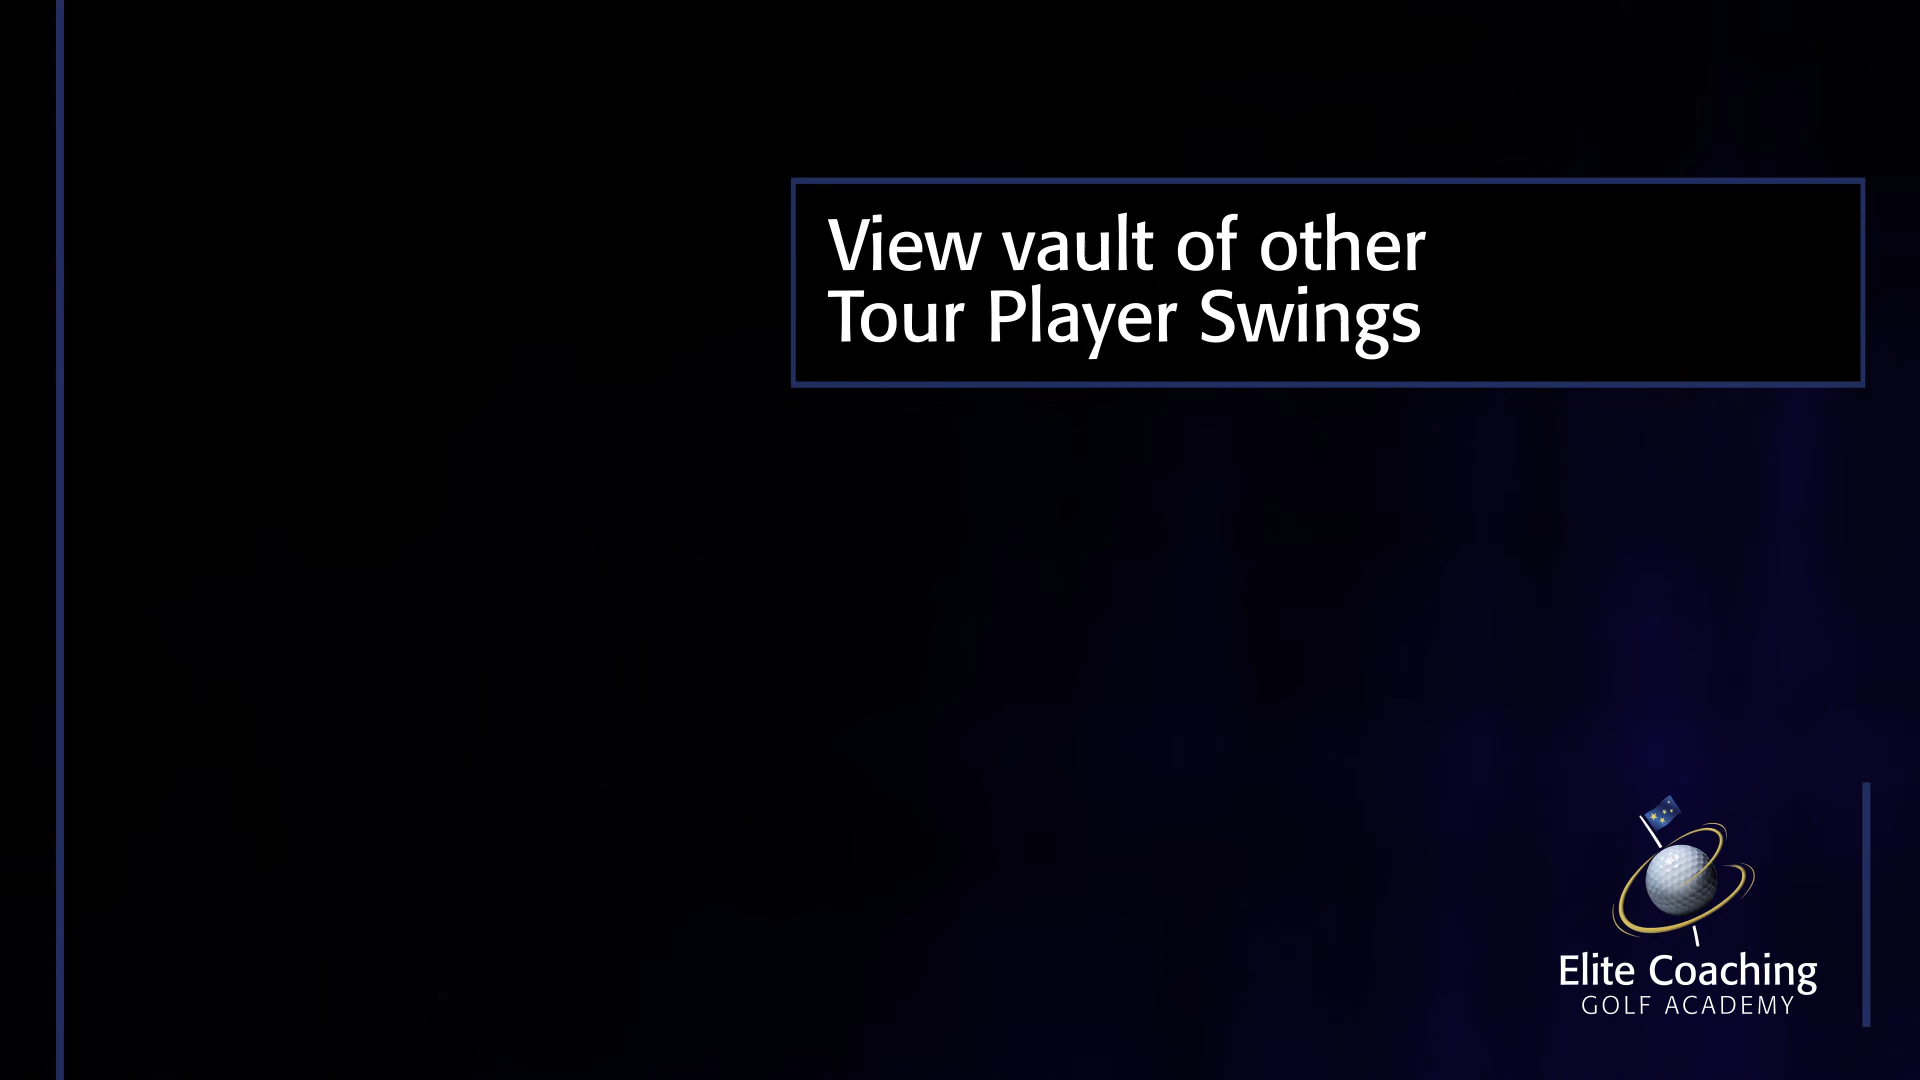 View vault of other
Tour Player Swings
Elite Coaching
GOLF ACADEMY